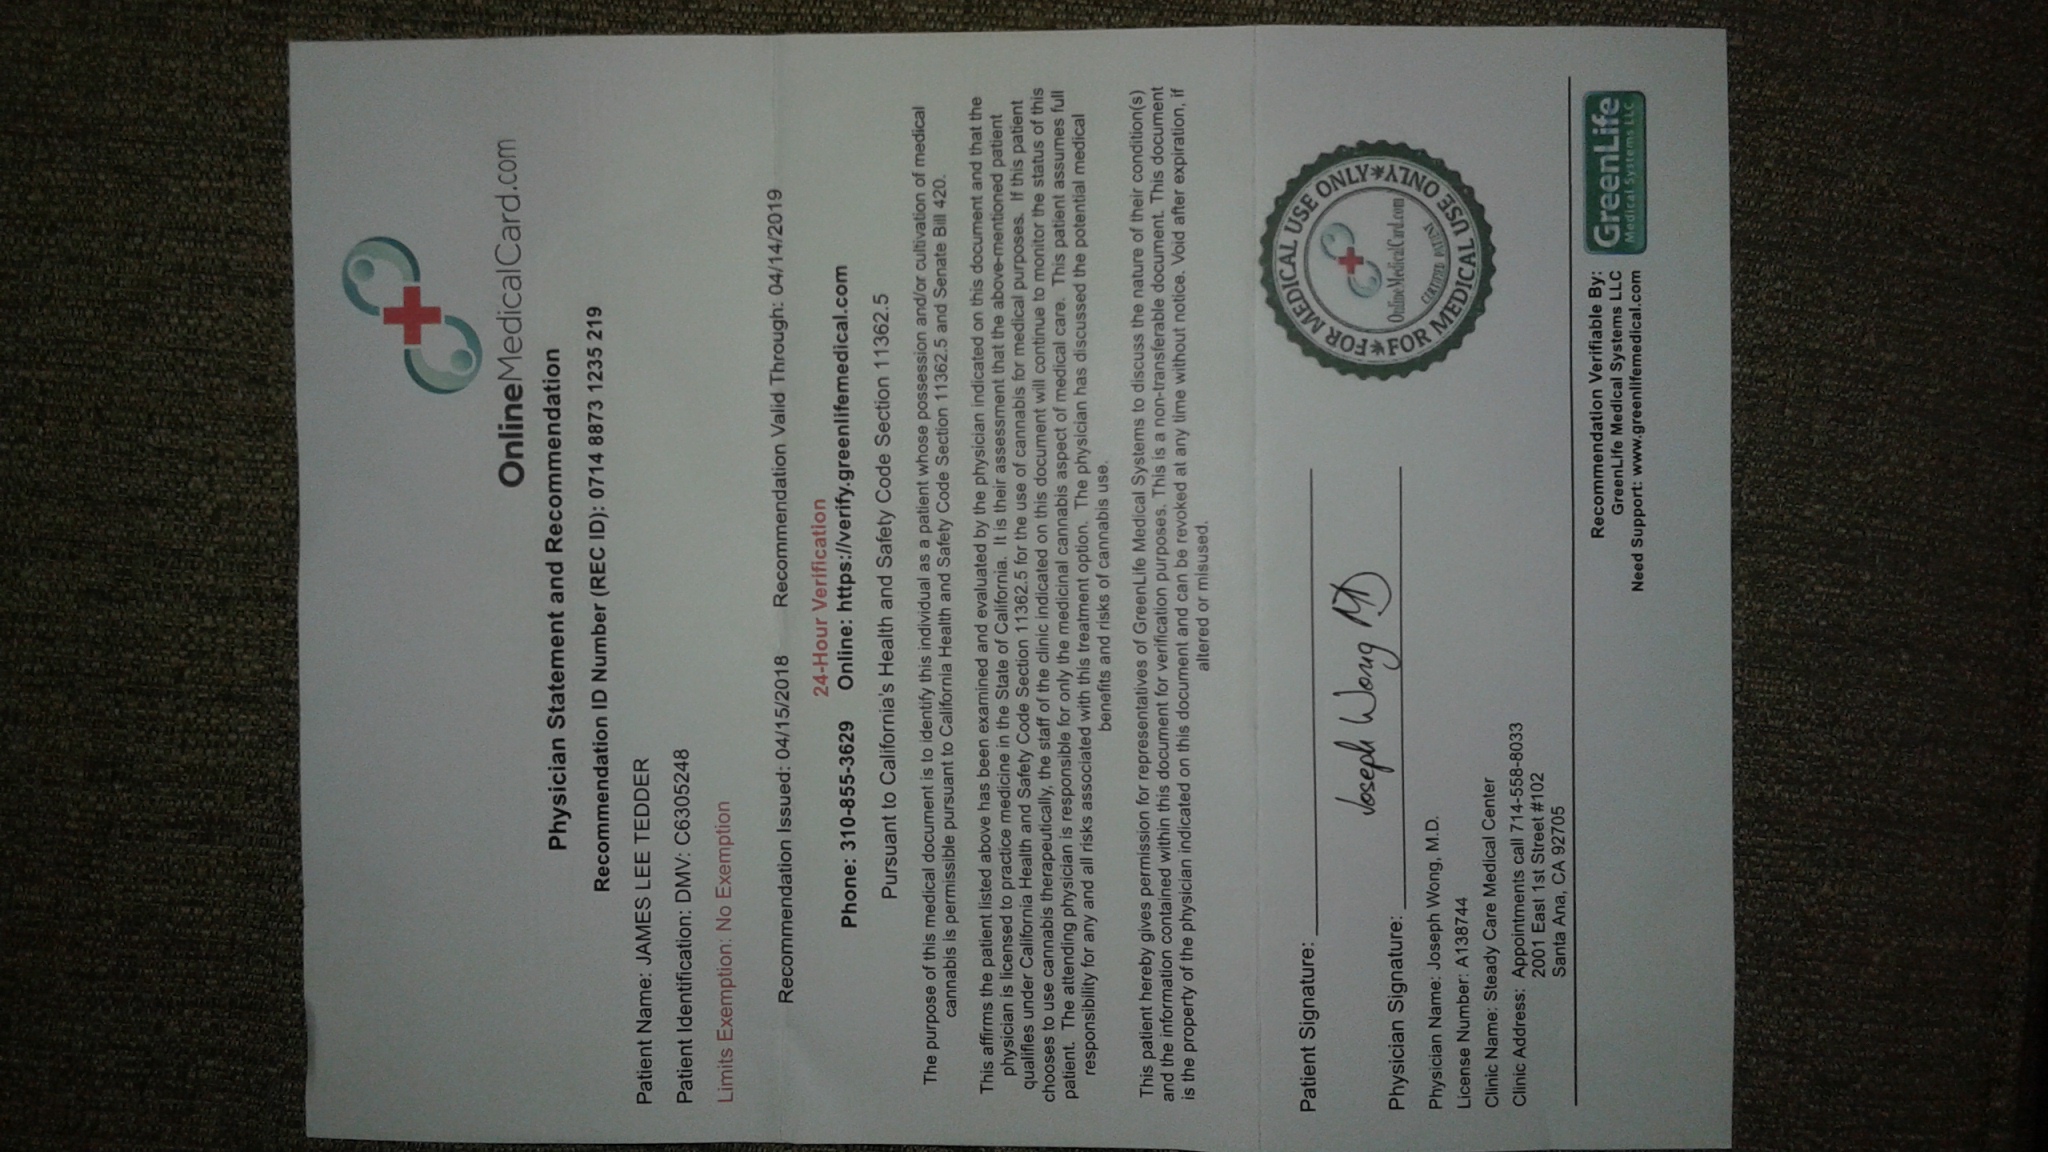 OnlineMedicalCard.com
Physician Statement and Recommendation
Recommendation ID Number (REC ID): 0714 8873 1235 219
Patient Name: JAMES LEE TEDDER
Patient Identification: DMV: C6305248
Limits Exemption: No Exemption
Recommendation Issued: 04/15/2018 Recommendation Valid Through: 04/14/2019
24-Hour Verification
Phone: 310-855-3629 Online: https://verify.greenlifemedical.com
Pursuant to California's Health and Safety Code Section 11362.5
The purpose of this medical document is to identify this individual as a patient whose possession and/or cultivation of medical
cannabis is permissible pursuant to California Health and Safety Code Section 11362.5 and Senate Bill 420.
This affirms the patient listed above has been examined and evaluated by the physician indicated on this document and that the
physician is licensed to practice medicine in the State of California. It is their assessment that the above-mentioned patient
qualifies under California Health and Safety Code Section 11362.5 for the use of cannabis for medical purposes. If this patient
chooses to use cannabis therapeutically, the staff of the clinic indicated on this document will continue to monitor the status of this
patient. The attending physician is responsible for only the medicinal cannabis aspect of medical care. This patient assumes full
responsibility for any and all risks associated with this treatment option. The physician has discussed the potential medical
benefits and risks of cannabis use.
This patient hereby gives permission for representatives of GreenLife Medical Systems to discuss the nature of their condition(s)
and the information contained within this document for verification purposes. This is a non-transferable document. This document
is the property of the physician indicated on this document and can be revoked at any time without notice. Void after expiration, if
altered or misused.
Patient Signature:
Joseph Wong MD
Physician Signature:
Physician Name: Joseph Wong, M.D.
License Number: A138744
Clinic Name: Steady Care Medical Center
Clinic Address: Appointments call 714-558-8033
2001 East 1st Street #102
Santa Ana, CA 92705
FOR MEDICAL USE ONLY
OnlineMedicalCard.com
CERTIFIED PATIENT
FOR MEDICAL USE ONLY
Recommendation Verifiable By:
GreenLife Medical Systems LLC
Need Support: www.greenlifemedical.com
GreenLife
Medical Systems LLC